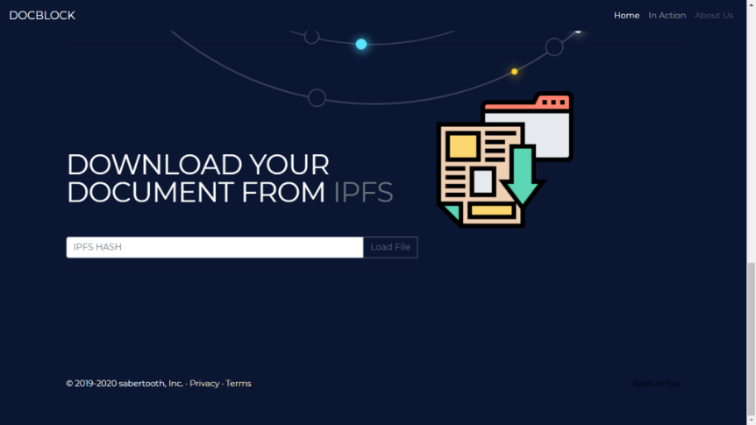 DOCBLOCK
Home In Action About Us
DOWNLOAD YOUR
DOCUMENT FROM IPFS
IPFS HASH Load File
© 2019-2020 sabertooth, Inc. · Privacy · Terms
Back to top